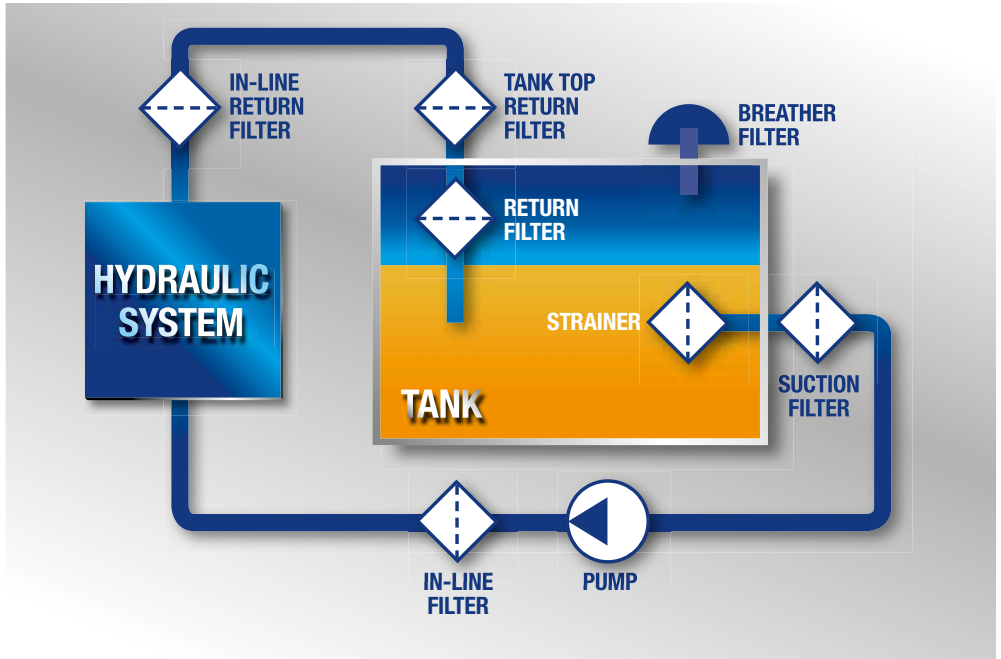 IN-LINE
RETURN
FILTER
TANK TOP
RETURN
FILTER
BREATHER
FILTER
RETURN
FILTER
HYDRAULIC
SYSTEM
STRAINER
SUCTION
FILTER
TANK
IN-LINE
FILTER
PUMP